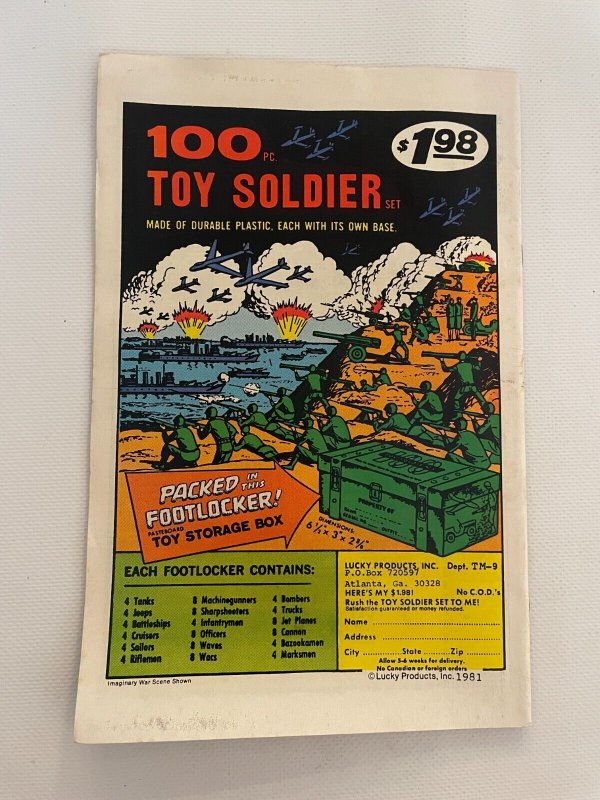 100 PC.
$1.98
TOY SOLDIER SET
MADE OF DURABLE PLASTIC, EACH WITH ITS OWN BASE.
PACKED IN THIS
FOOTLOCKER!
PASTEBOARD
TOY STORAGE BOX
DIMENSIONS:
PROPERTY OF
EACH FOOTLOCKER CONTAINS:
4 Tanks
4 Jeeps
4 Battleships
4 Cruisers
4 Sailors
4 Riflemen
8 Machinegunners
8 Sharpshooters
4 Infantrymen
8 Officers
8 Waves
8 Wacs
4 Bombers
4 Trucks
8 Jet Planes
8 Cannon
4 Bazookamen
4 Marksmen
LUCKY PRODUCTS, INC. Dept. TM-9
P.O.Box 720597
Atlanta, Ga. 30328
HERE'S MY $1.98! No C.O.D.'s
Rush the TOY SOLDIER SET TO ME!
Satisfaction guaranteed or money refunded.
Name
Address
City State Zip
Allow 5-6 weeks for delivery.
No Canadian or foreign orders
©Lucky Products, Inc. 1981
Imaginary War Scene Shown